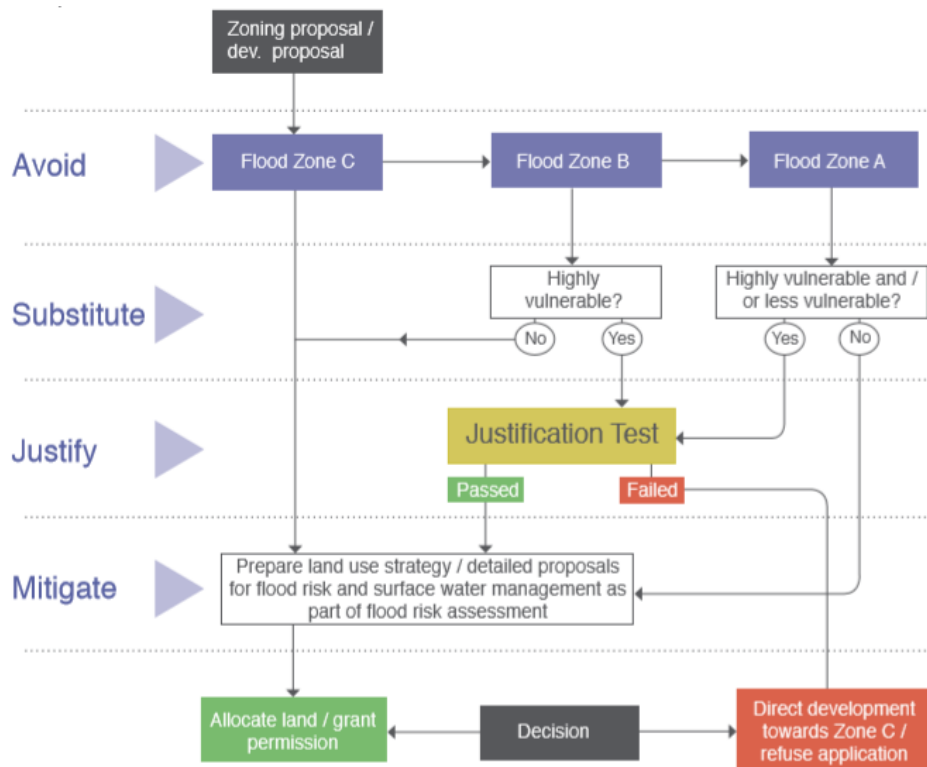 Zoning proposal /
dev. proposal
Avoid
Flood Zone C
Flood Zone B
Flood Zone A
Substitute
Highly
vulnerable?
Highly vulnerable and /
or less vulnerable?
No
Yes
Yes
No
Justify
Justification Test
Passed
Failed
Mitigate
Prepare land use strategy / detailed proposals
for flood risk and surface water management as
part of flood risk assessment
Allocate land / grant
permission
Decision
Direct development
towards Zone C /
refuse application